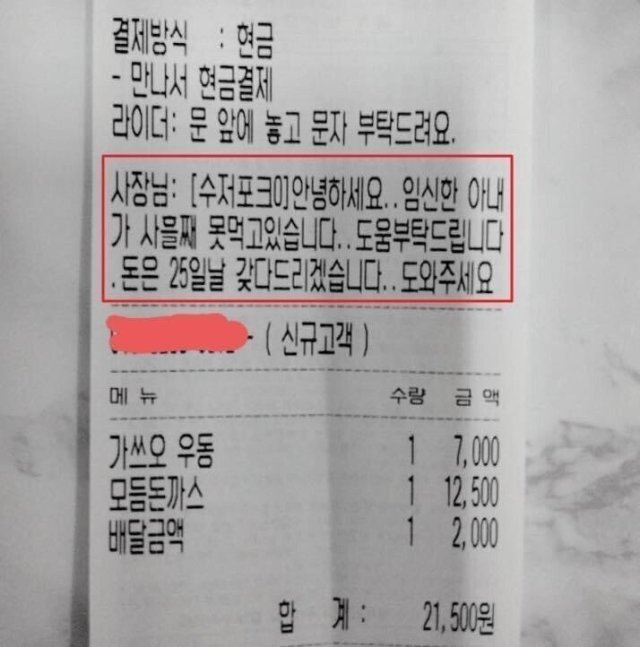 결제방식 : 현금
- 만나서 현금결제
라이더: 문 앞에 놓고 문자 부탁드려요.
사장님: [수저포크0]안녕하세요..임신한 아내
가 사믈째 못먹고있습니다..도움부탁드립니다
.돈은 25일날 갖다드리겠습니다..도와주세요
- ( 신규고객 )
메 뉴 수량 금 액
가쓰오 우동 1 7,000
모듬돈까스 1 12,500
배달금액 1 2,000
합 계 : 21,500원